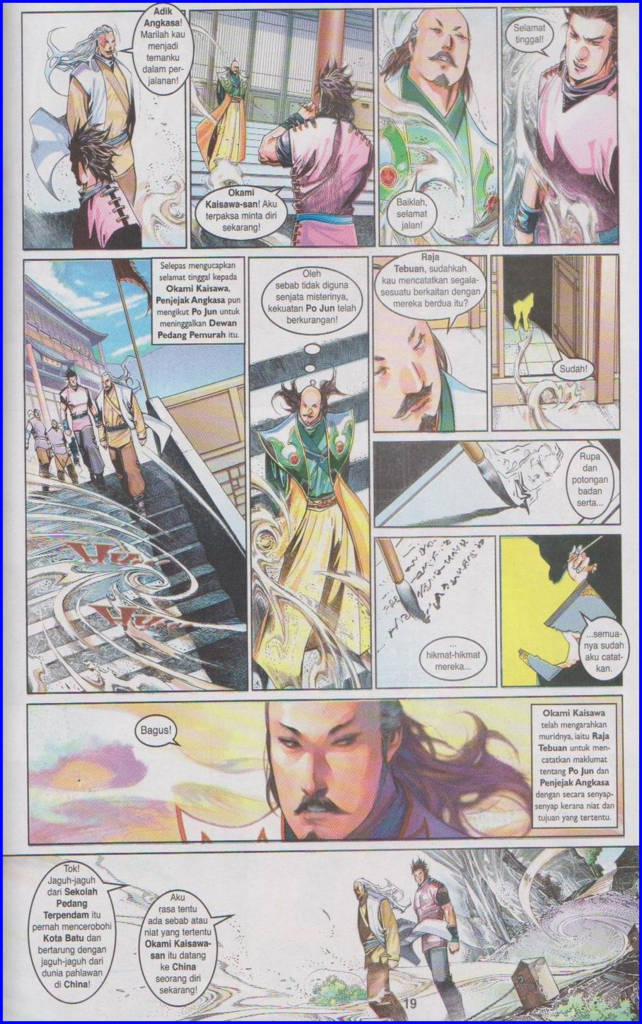 Adik
Angkasa!
Marilah kau
menjadi
temanku
dalam per-
jalanan!
Okami
Kaisawa-san! Aku
terpaksa minta diri
sekarang!
Baiklah,
selamat
jalan!
Selamat
tinggal!
Selepas mengucapkan
selamat tinggal kepada
Okami Kaisawa,
Penjejak Angkasa pun
mengikut Po Jun untuk
meninggalkan Dewan
Pedang Pemurah itu.
Oleh
sebab tidak diguna
senjata misterinya,
kekuatan Po Jun telah
berkurangan!
Raja
Tebuan, sudahkah
kau mencatatkan segala-
sesuatu berkaitan dengan
mereka berdua itu?
Sudah!
Rupa
dan
potongan
badan
serta...
...
hikmat-hikmat
mereka...
...semua-
nya sudah
aku catat-
kan.
Bagus!
Okami Kaisawa
telah mengarahkan
muridnya, iaitu Raja
Tebuan untuk men-
catatkan maklumat
tentang Po Jun dan
Penjejak Angkasa
dengan secara senyap-
senyap kerana niat dan
tujuan yang tertentu.
Tok!
Jaguh-jaguh
dari Sekolah
Pedang
Terpendam itu
pernah mencerobohi
Kota Batu dan
bertarung dengan
jaguh-jaguh dari
dunia pahlawan
di China!
Aku
rasa tentu
ada sebab atau
niat yang tertentu
Okami Kaisawa-
san itu datang
ke China
seorang diri
sekarang!
19